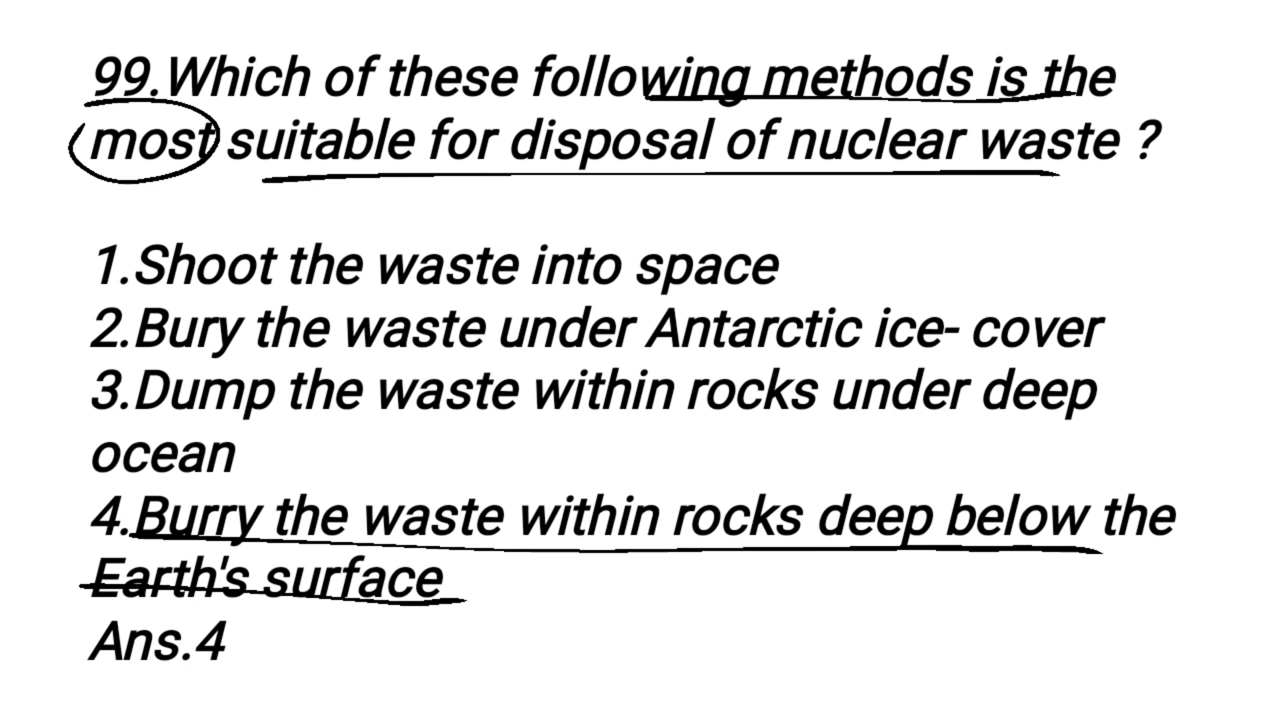 99.Which of these following methods is the
most suitable for disposal of nuclear waste ?
1.Shoot the waste into space
2.Bury the waste under Antarctic ice- cover
3.Dump the waste within rocks under deep
ocean
4.Burry the waste within rocks deep below the
Earth's surface
Ans.4